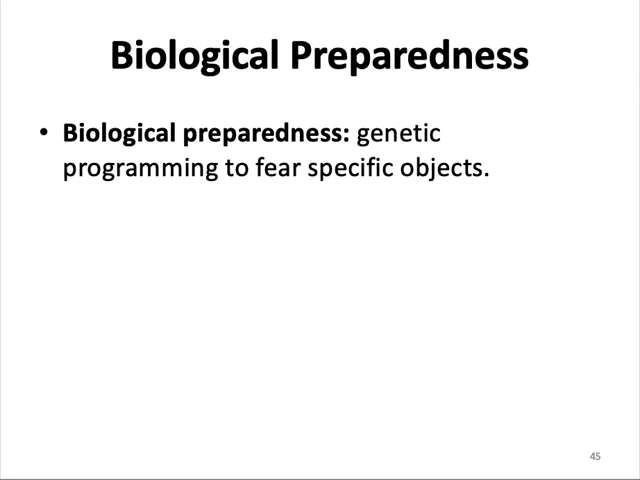 Biological Preparedness
• Biological preparedness: genetic
programming to fear specific objects.
45